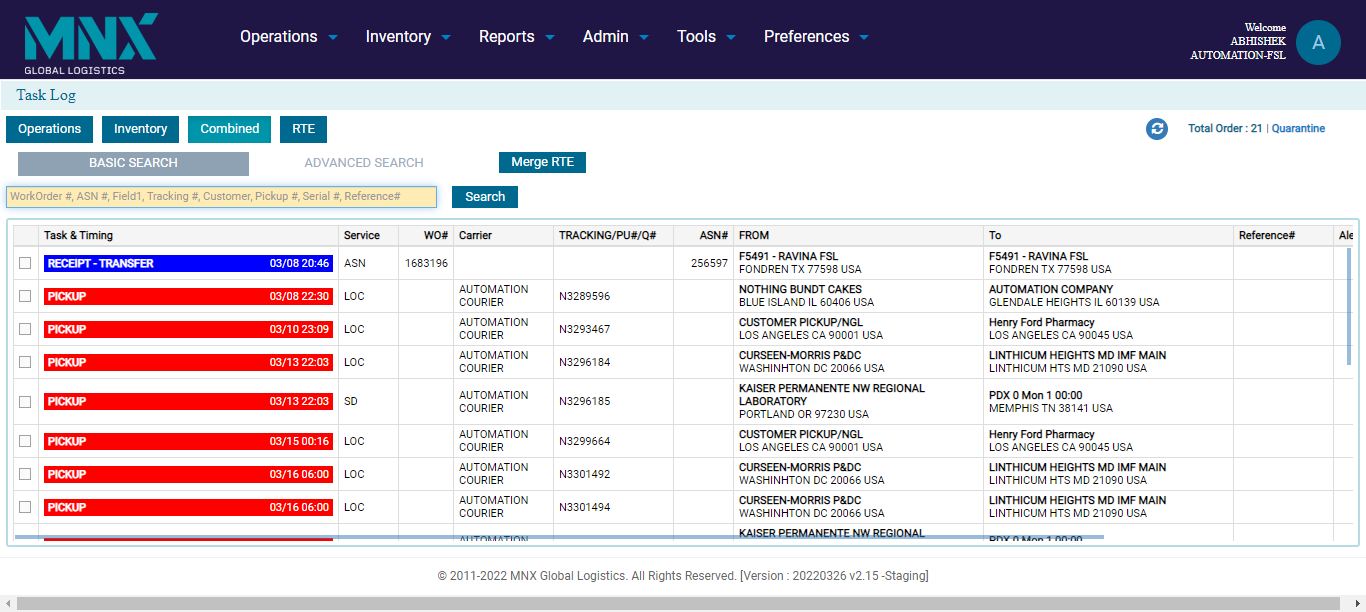 MNX
GLOBAL LOGISTICS
Operations Inventory Reports Admin Tools Preferences
Welcome
ABHISHEK
AUTOMATION-FSL
A
Task Log
Operations Inventory Combined RTE
Total Order : 21 | Quarantine
BASIC SEARCH ADVANCED SEARCH Merge RTE
WorkOrder #, ASN #, Field1, Tracking #, Customer, Pickup #, Serial #, Reference#
Search
Task & Timing Service WO# Carrier TRACKING/PU#/Q# ASN# FROM To Reference# Ale
RECEIPT - TRANSFER 03/08 20:46 ASN 1683196 256597 F5491 - RAVINA FSL F5491 - RAVINA FSL
FONDREN TX 77598 USA FONDREN TX 77598 USA
PICKUP 03/08 22:30 LOC AUTOMATION COURIER N3289596 NOTHING BUNDT CAKES AUTOMATION COMPANY
BLUE ISLAND IL 60406 USA GLENDALE HEIGHTS IL 60139 USA
PICKUP 03/10 23:09 LOC AUTOMATION COURIER N3293467 CUSTOMER PICKUP/NGL Henry Ford Pharmacy
LOS ANGELES CA 90001 USA LOS ANGELES CA 90045 USA
PICKUP 03/13 22:03 LOC AUTOMATION COURIER N3296184 CURSEEN-MORRIS P&DC LINTHICUM HEIGHTS MD IMF MAIN
WASHINHTON DC 20066 USA LINTHICUM HTS MD 21090 USA
PICKUP 03/13 22:03 SD AUTOMATION COURIER N3296185 KAISER PERMANENTE NW REGIONAL LABORATORY PDX 0 Mon 1 00:00
PORTLAND OR 97230 USA MEMPHIS TN 38141 USA
PICKUP 03/15 00:16 LOC AUTOMATION COURIER N3299664 CUSTOMER PICKUP/NGL Henry Ford Pharmacy
LOS ANGELES CA 90001 USA LOS ANGELES CA 90045 USA
PICKUP 03/16 06:00 LOC AUTOMATION COURIER N3301492 CURSEEN-MORRIS P&DC LINTHICUM HEIGHTS MD IMF MAIN
WASHINHTON DC 20066 USA LINTHICUM HTS MD 21090 USA
PICKUP 03/16 06:00 LOC AUTOMATION COURIER N3301494 CURSEEN-MORRIS P&DC LINTHICUM HEIGHTS MD IMF MAIN
WASHINHTON DC 20066 USA LINTHICUM HTS MD 21090 USA
AUTOMATION KAISER PERMANENTE NW REGIONAL PDX 0 Mon 1 00:00
© 2011-2022 MNX Global Logistics. All Rights Reserved. [Version : 20220326 v2.15 -Staging]